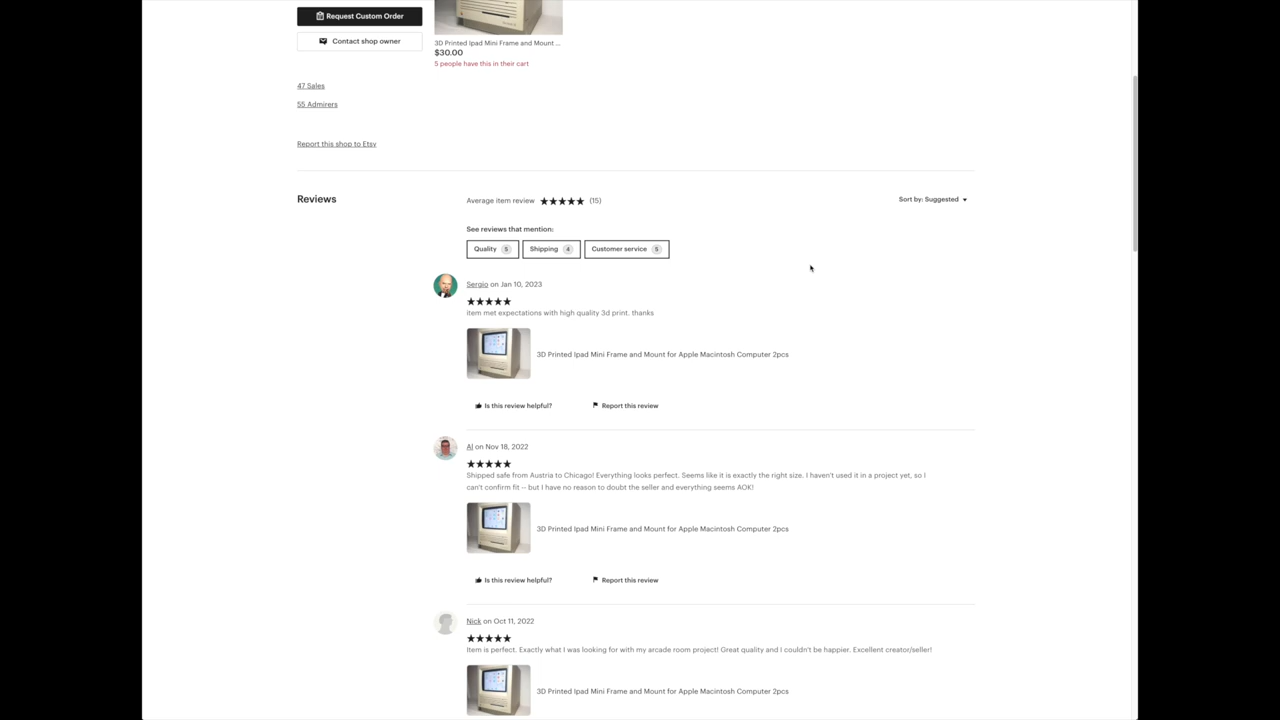 Request Custom Order
Contact shop owner
3D Printed Ipad Mini Frame and Mount ...
$30.00
5 people have this in their cart
47 Sales
55 Admirers
Report this shop to Etsy
Reviews
Average item review ★★★★★ (15)
Sort by: Suggested
See reviews that mention:
Quality 5 Shipping 4 Customer service 5
Sergio on Jan 10, 2023
item met expectations with high quality 3d print. thanks
3D Printed Ipad Mini Frame and Mount for Apple Macintosh Computer 2pcs
Is this review helpful? Report this review
Al on Nov 18, 2022
Shipped safe from Austria to Chicago! Everything looks perfect. Seems like it is exactly the right size. I haven't used it in a project yet, so I
can't confirm fit -- but I have no reason to doubt the seller and everything seems AOK!
3D Printed Ipad Mini Frame and Mount for Apple Macintosh Computer 2pcs
Is this review helpful? Report this review
Nick on Oct 11, 2022
Item is perfect. Exactly what I was looking for with my arcade room project! Great quality and I couldn't be happier. Excellent creator/seller!
3D Printed Ipad Mini Frame and Mount for Apple Macintosh Computer 2pcs